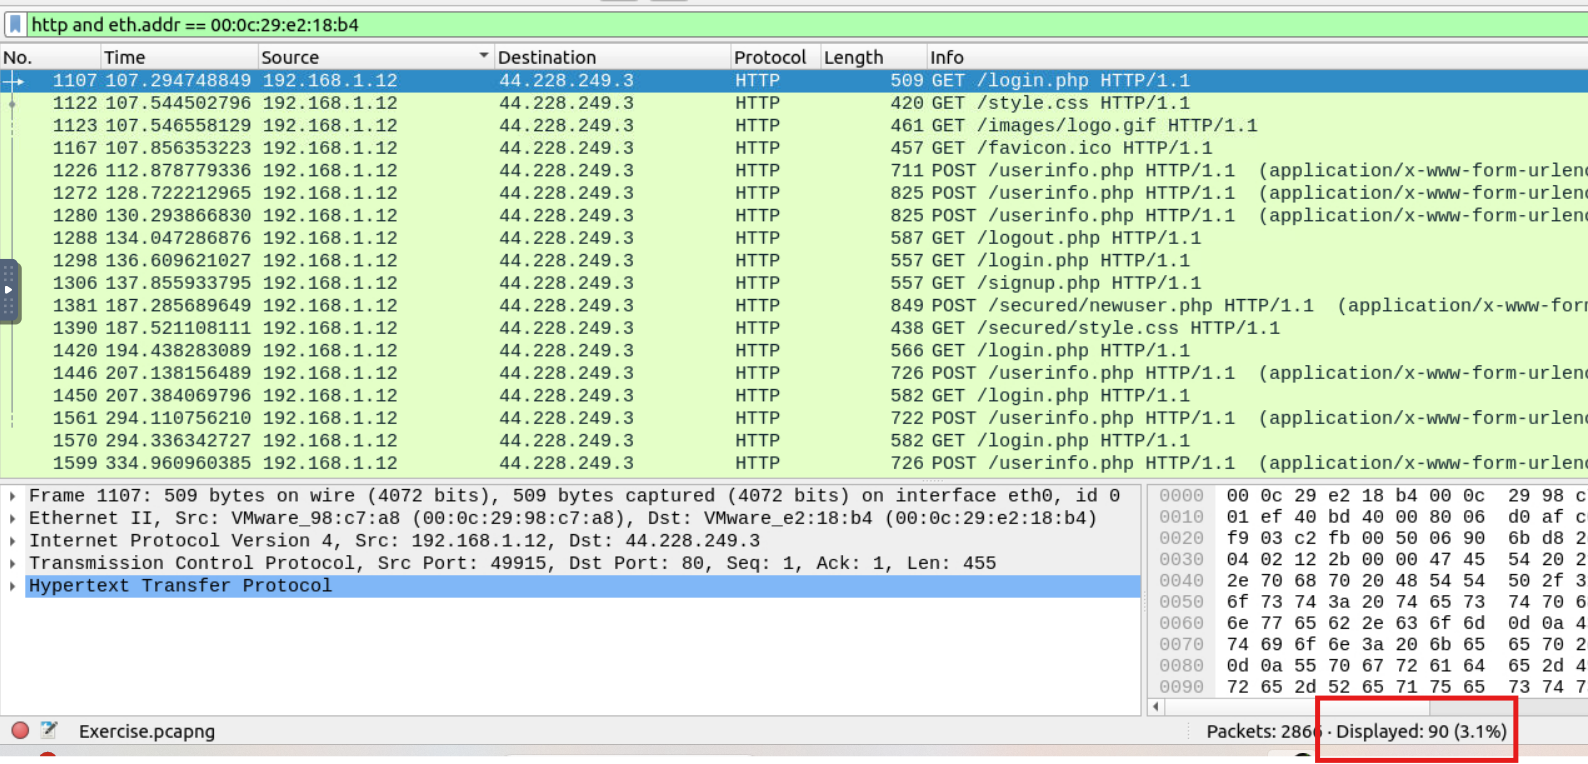 http and eth.addr == 00:0c:29:e2:18:b4
No. Time Source Destination Protocol Length Info
1107 107.294748849 192.168.1.12 44.228.249.3 HTTP 509 GET /login.php HTTP/1.1
1122 107.544502796 192.168.1.12 44.228.249.3 HTTP 420 GET /style.css HTTP/1.1
1123 107.546558129 192.168.1.12 44.228.249.3 HTTP 461 GET /images/logo.gif HTTP/1.1
1167 107.856353223 192.168.1.12 44.228.249.3 HTTP 457 GET /favicon.ico HTTP/1.1
1226 112.878779336 192.168.1.12 44.228.249.3 HTTP 711 POST /userinfo.php HTTP/1.1 (application/x-www-form-urlenc
1272 128.722212965 192.168.1.12 44.228.249.3 HTTP 825 POST /userinfo.php HTTP/1.1 (application/x-www-form-urlenc
1280 130.293866830 192.168.1.12 44.228.249.3 HTTP 825 POST /userinfo.php HTTP/1.1 (application/x-www-form-urlenc
1288 134.047286876 192.168.1.12 44.228.249.3 HTTP 587 GET /logout.php HTTP/1.1
1298 136.609621027 192.168.1.12 44.228.249.3 HTTP 557 GET /login.php HTTP/1.1
1306 137.855933795 192.168.1.12 44.228.249.3 HTTP 557 GET /signup.php HTTP/1.1
1381 187.285689649 192.168.1.12 44.228.249.3 HTTP 849 POST /secured/newuser.php HTTP/1.1 (application/x-www-for
1390 187.521108111 192.168.1.12 44.228.249.3 HTTP 438 GET /secured/style.css HTTP/1.1
1420 194.438283089 192.168.1.12 44.228.249.3 HTTP 566 GET /login.php HTTP/1.1
1446 207.138156489 192.168.1.12 44.228.249.3 HTTP 726 POST /userinfo.php HTTP/1.1 (application/x-www-form-urlenc
1450 207.384069796 192.168.1.12 44.228.249.3 HTTP 582 GET /login.php HTTP/1.1
1561 294.110756210 192.168.1.12 44.228.249.3 HTTP 722 POST /userinfo.php HTTP/1.1 (application/x-www-form-urlenc
1570 294.336342727 192.168.1.12 44.228.249.3 HTTP 582 GET /login.php HTTP/1.1
1599 334.960960385 192.168.1.12 44.228.249.3 HTTP 726 POST /userinfo.php HTTP/1.1 (application/x-www-form-urlenc
Frame 1107: 509 bytes on wire (4072 bits), 509 bytes captured (4072 bits) on interface eth0, id 0
Ethernet II, Src: VMware_98:c7:a8 (00:0c:29:98:c7:a8), Dst: VMware_e2:18:b4 (00:0c:29:e2:18:b4)
Internet Protocol Version 4, Src: 192.168.1.12, Dst: 44.228.249.3
Transmission Control Protocol, Src Port: 49915, Dst Port: 80, Seq: 1, Ack: 1, Len: 455
Hypertext Transfer Protocol
0000 00 0c 29 e2 18 b4 00 0c 29 98 c
0010 01 ef 40 bd 40 00 80 06 d0 af c
0020 f9 03 c2 fb 00 50 06 90 6b d8 2
0030 04 02 12 2b 00 00 47 45 54 20 2
0040 2e 70 68 70 20 48 54 54 50 2f 3
0050 6f 73 74 3a 20 74 65 73 74 70 6
0060 6e 77 65 62 2e 63 6f 6d 0d 0a 4
0070 74 69 6f 6e 3a 20 6b 65 65 70 2
0080 0d 0a 55 70 67 72 61 64 65 2d 4
0090 72 65 2d 52 65 71 75 65 73 74 7
Exercise.pcapng Packets: 2866 · Displayed: 90 (3.1%)